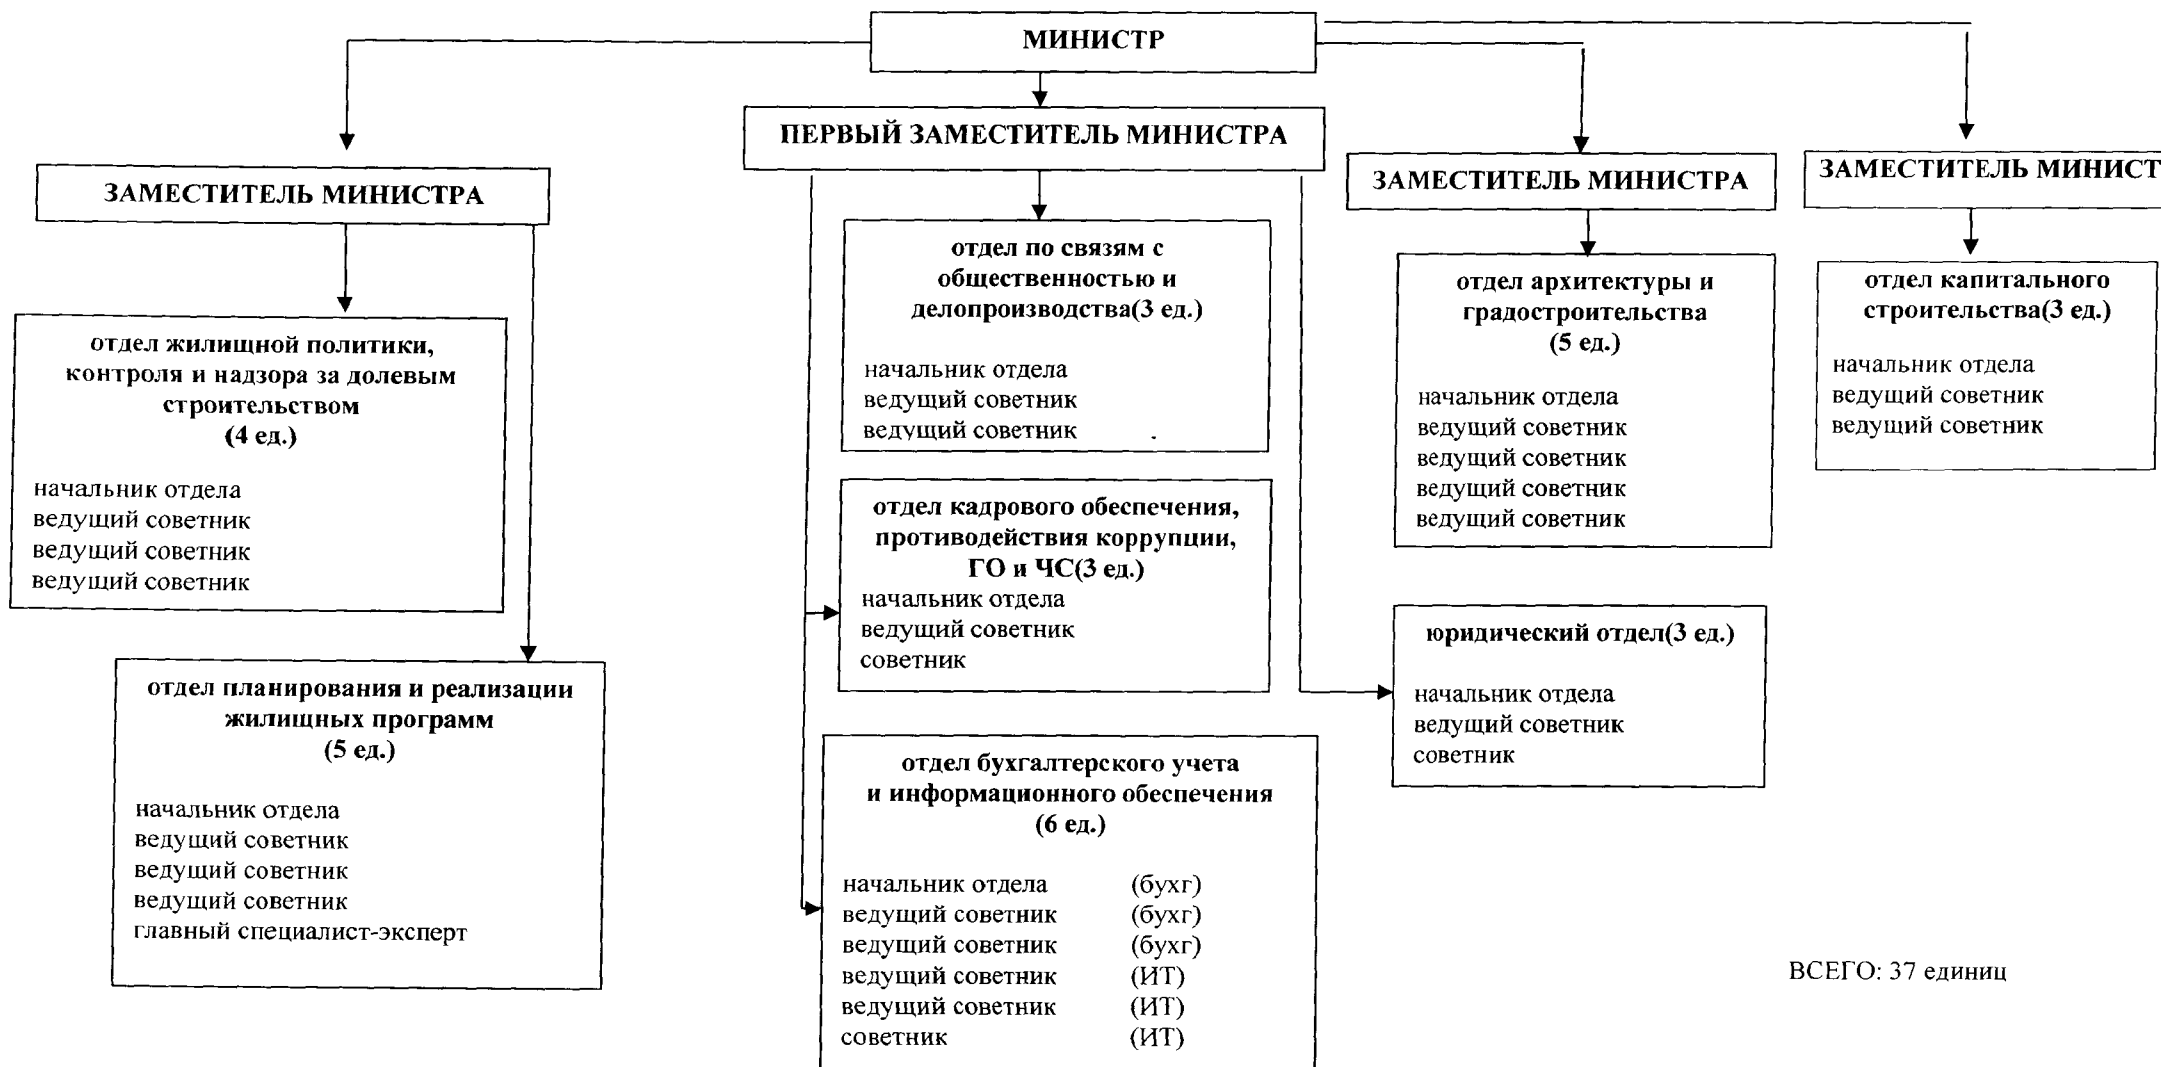 МИНИСТР
ПЕРВЫЙ ЗАМЕСТИТЕЛЬ МИНИСТРА
ЗАМЕСТИТЕЛЬ МИНИСТРА
ЗАМЕСТИТЕЛЬ МИНИСТРА
ЗАМЕСТИТЕЛЬ МИНИСТ
отдел жилищной политики,
контроля и надзора за долевым
строительством
(4 ед.)
начальник отдела
ведущий советник
ведущий советник
ведущий советник
отдел планирования и реализации
жилищных программ
(5 ед.)
начальник отдела
ведущий советник
ведущий советник
ведущий советник
главный специалист-эксперт
отдел по связям с
общественностью и
делопроизводства(3 ед.)
начальник отдела
ведущий советник
ведущий советник
отдел кадрового обеспечения,
противодействия коррупции,
ГО и ЧС(3 ед.)
начальник отдела
ведущий советник
советник
отдел бухгалтерского учета
и информационного обеспечения
(6 ед.)
начальник отдела (бухг)
ведущий советник (бухг)
ведущий советник (бухг)
ведущий советник (ИТ)
ведущий советник (ИТ)
советник (ИТ)
отдел архитектуры и
градостроительства
(5 ед.)
начальник отдела
ведущий советник
ведущий советник
ведущий советник
ведущий советник
юридический отдел(3 ед.)
начальник отдела
ведущий советник
советник
отдел капитального
строительства(3 ед.)
начальник отдела
ведущий советник
ведущий советник
ВСЕГО: 37 единиц